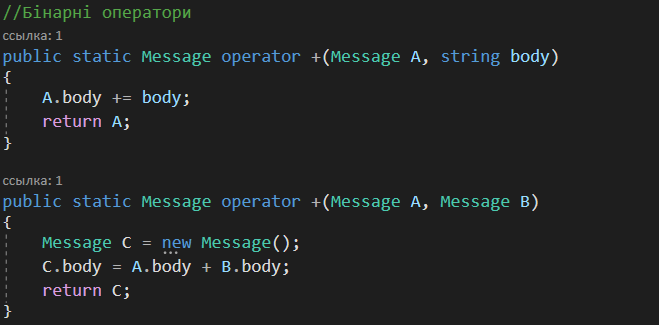 //Бінарні оператори
ссылка: 1
public static Message operator +(Message A, string body)
{
A.body += body;
return A;
}
ссылка: 1
public static Message operator +(Message A, Message B)
{
Message C = new Message();
C.body = A.body + B.body;
return C;
}